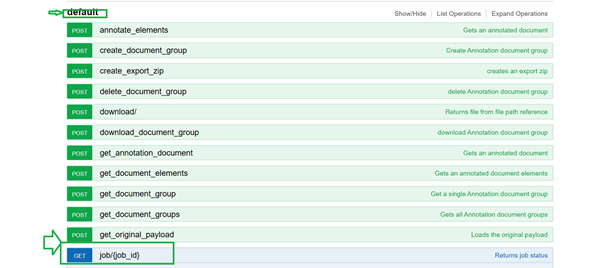 default Show/Hide List Operations Expand Operations
POST annotate_elements Gets an annotated document
POST create_document_group Create Annotation document group
POST create_export_zip creates an export zip
POST delete_document_group delete Annotation document group
POST download/ Returns file from file path reference
POST download_document_group download Annotation document group
POST get_annotation_document Gets an annotated document
POST get_document_elements Gets an annotated document elements
POST get_document_group Get a single Annotation document group
POST get_document_groups Gets all Annotation document groups
POST get_original_payload Loads the original payload
GET job/{job_id} Returns job status